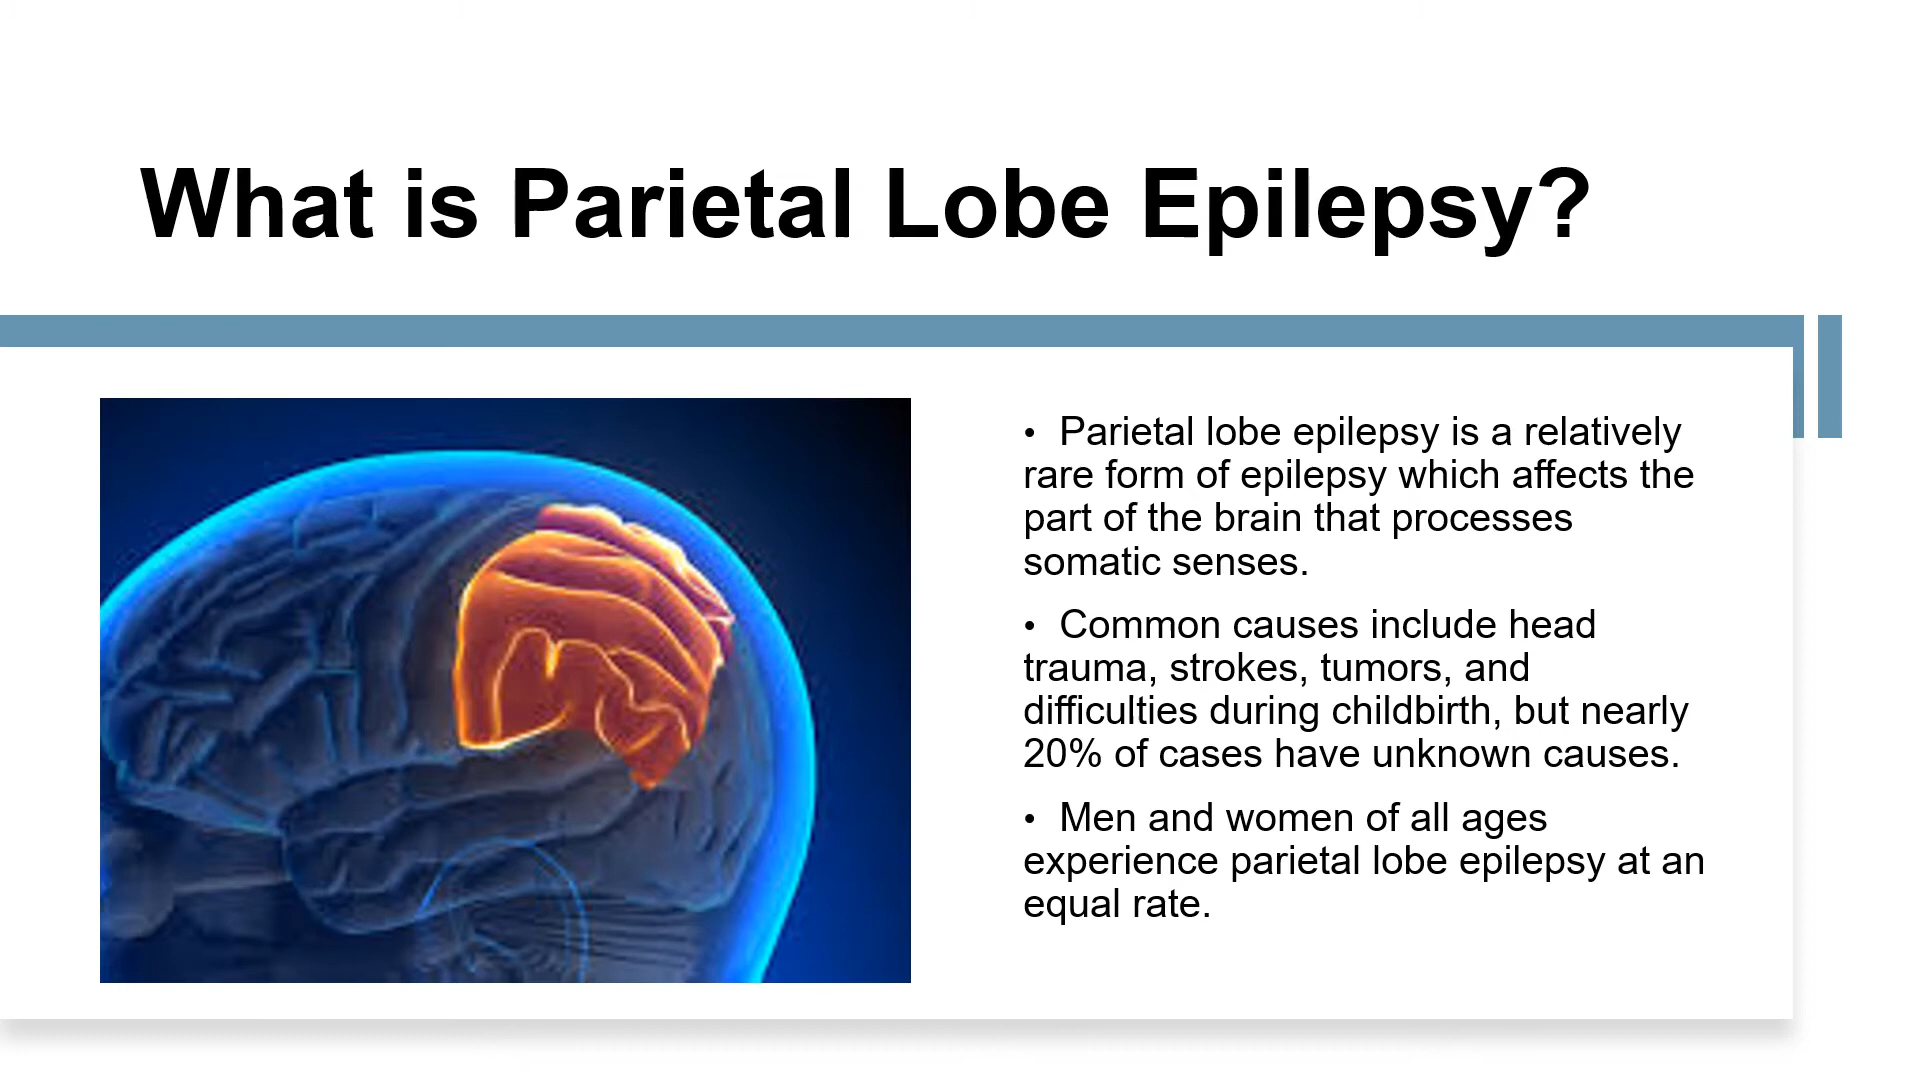 What is Parietal Lobe Epilepsy?
• Parietal lobe epilepsy is a relatively
rare form of epilepsy which affects the
part of the brain that processes
somatic senses.
• Common causes include head
trauma, strokes, tumors, and
difficulties during childbirth, but nearly
20% of cases have unknown causes.
• Men and women of all ages
experience parietal lobe epilepsy at an
equal rate.